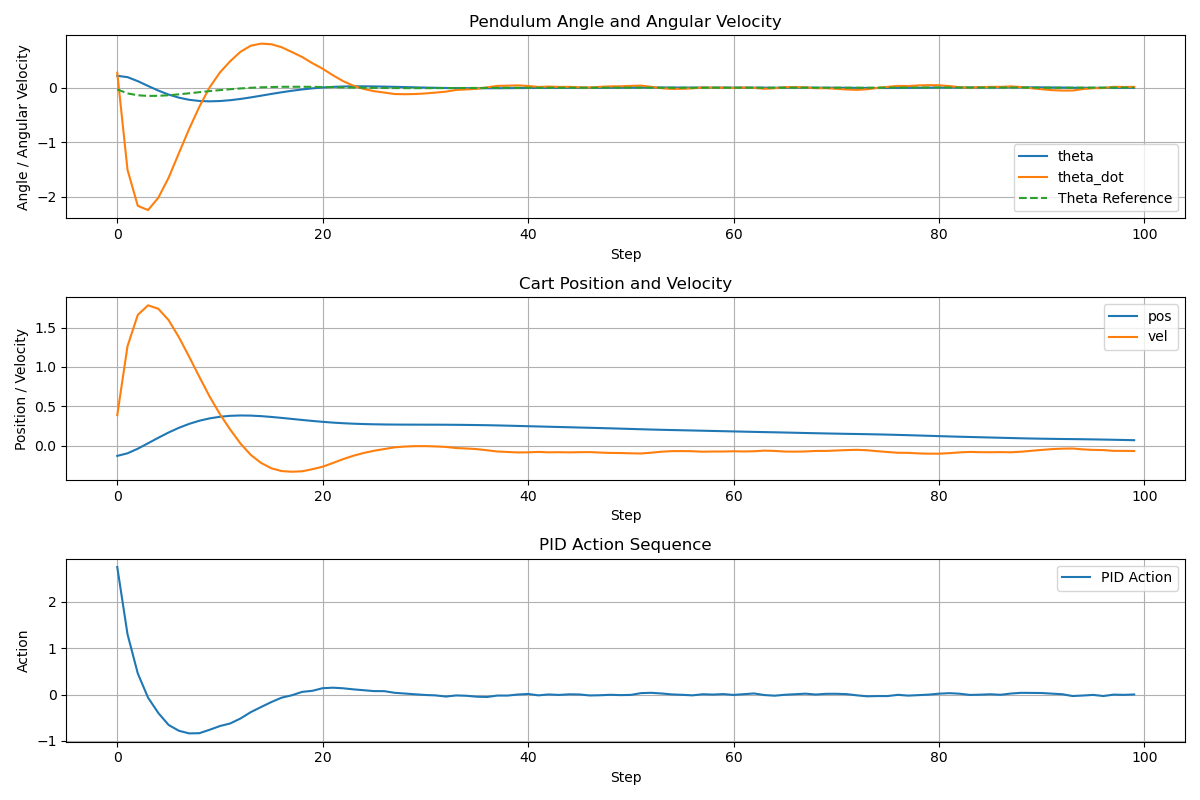 Pendulum Angle and Angular Velocity
Angle / Angular Velocity
0
−1
−2
theta
theta_dot
Theta Reference
0 20 40 60 80 100
Step
Cart Position and Velocity
Position / Velocity
1.5
1.0
0.5
0.0
pos
vel
0 20 40 60 80 100
Step
PID Action Sequence
Action
2
1
0
−1
PID Action
0 20 40 60 80 100
Step